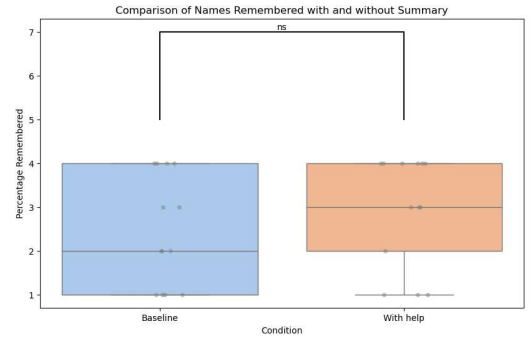 Comparison of Names Remembered with and without Summary
ns
7
6
5
4
3
2
1
Percentage Remembered
Baseline
With help
Condition